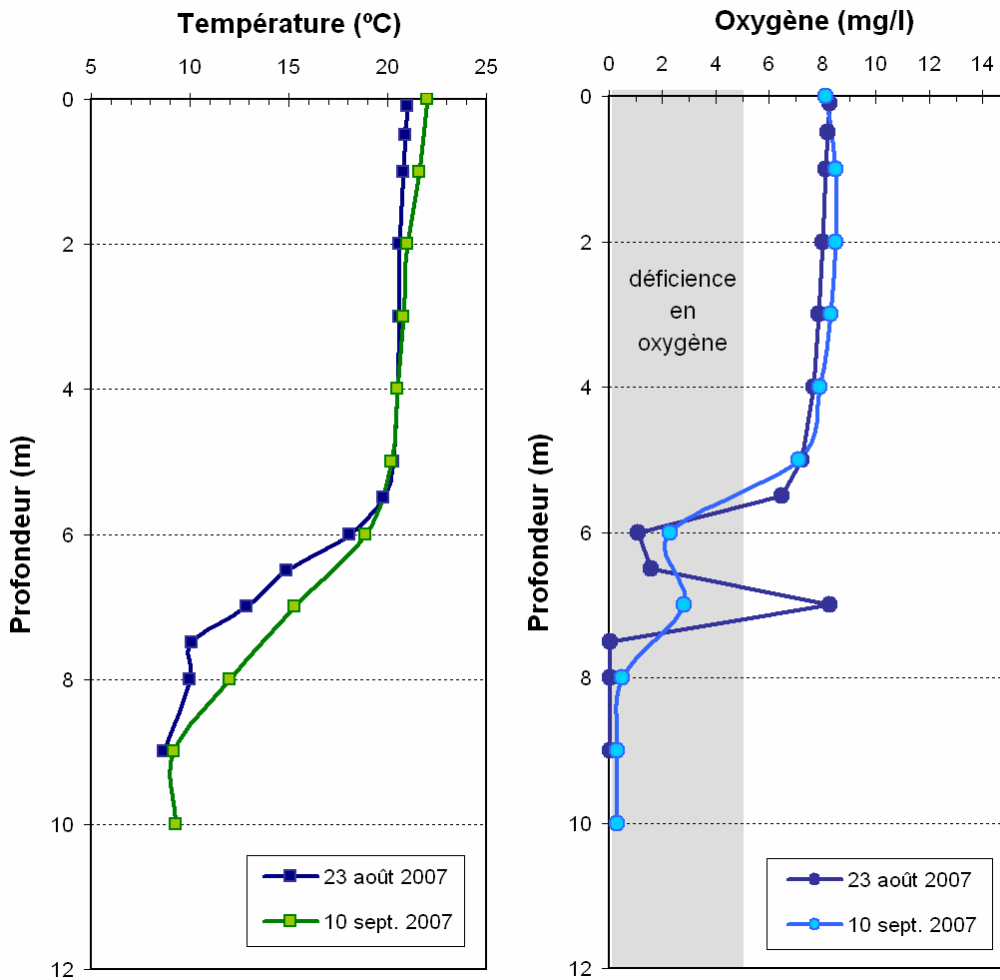 Température (ºC)
5 10 15 20 25
0
2
4
6
8
10
12
Profondeur (m)
23 août 2007
10 sept. 2007
Oxygène (mg/l)
0 2 4 6 8 10 12 14
0
2
4
6
8
10
12
Profondeur (m)
déficience
en
oxygène
23 août 2007
10 sept. 2007